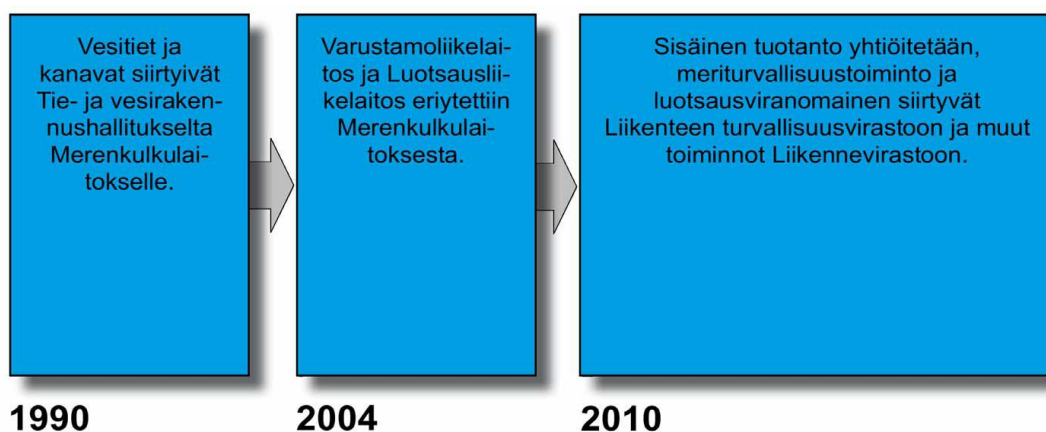 Vesitiet ja
kanavat siirtyivät
Tie- ja vesiraken-
nushallitukselta
Merenkulkulai-
tokselle.
1990
Varustamoliikelai-
tos ja Luotsauslii-
kelaitos eriytettiin
Merenkulkulai-
toksesta.
2004
Sisäinen tuotanto yhtiöitetään,
meriturvallisuustoiminto ja
luotsausviranomainen siirtyvät
Liikenteen turvallisuusvirastoon ja muut
toiminnot Liikennevirastoon.
2010